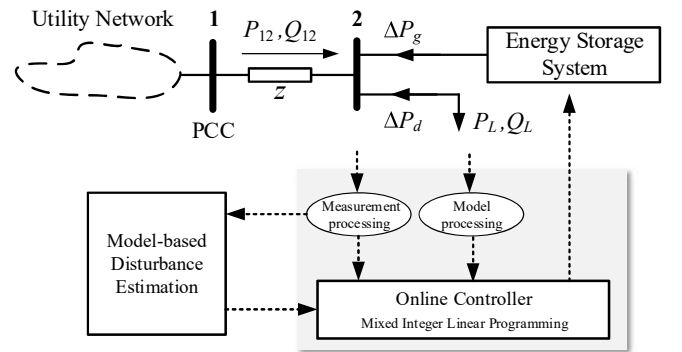 Utility Network
1
P12,Q12
2
ΔPg
Energy Storage
System
z
PCC
ΔPd
PL,QL
Measurement
processing
Model
processing
Model-based
Disturbance
Estimation
Online Controller
Mixed Integer Linear Programming